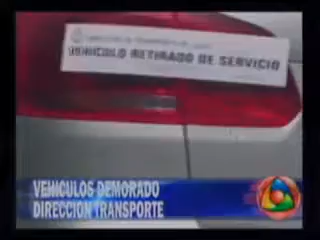 VEHICULO RETIRADO DE SERVICIO
VEHICULOS DEMORADO
DIRECCION TRANSPORTE